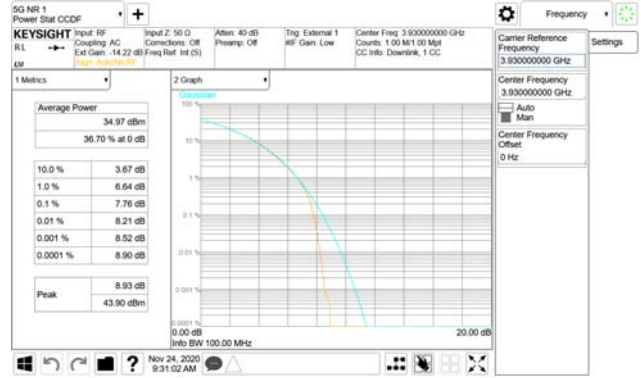 5G NR 1
Power Stat CCDF
Frequency
KEYSIGHT
RL
Input: RF
Coupling: AC
Ext Gain: -14.22 dB
Align: Auto/No RF
Input Z: 50 Ω
Corrections: Off
Freq Ref: Int (S)
Atten: 40 dB
Preamp: Off
Trig: External 1
#IF Gain: Low
Center Freq: 3.930000000 GHz
Counts: 1.00 M/1.00 Mpt
CC Info: Downlink, 1 CC
Carrier Reference
Frequency
3.930000000 GHz
Settings
Center Frequency
3.930000000 GHz
Auto
Man
Center Frequency
Offset
0 Hz
1 Metrics
Average Power
34.97 dBm
36.70 % at 0 dB
10.0 % 3.67 dB
1.0 % 6.64 dB
0.1 % 7.76 dB
0.01 % 8.21 dB
0.001 % 8.52 dB
0.0001 % 8.90 dB
Peak
8.93 dB
43.90 dBm
2 Graph
Gaussian
100 %
10 %
1 %
0.1 %
0.01 %
0.001 %
0.0001 %
0.00 dB
20.00 dB
Info BW 100.00 MHz
Nov 24, 2020
9:31:02 AM